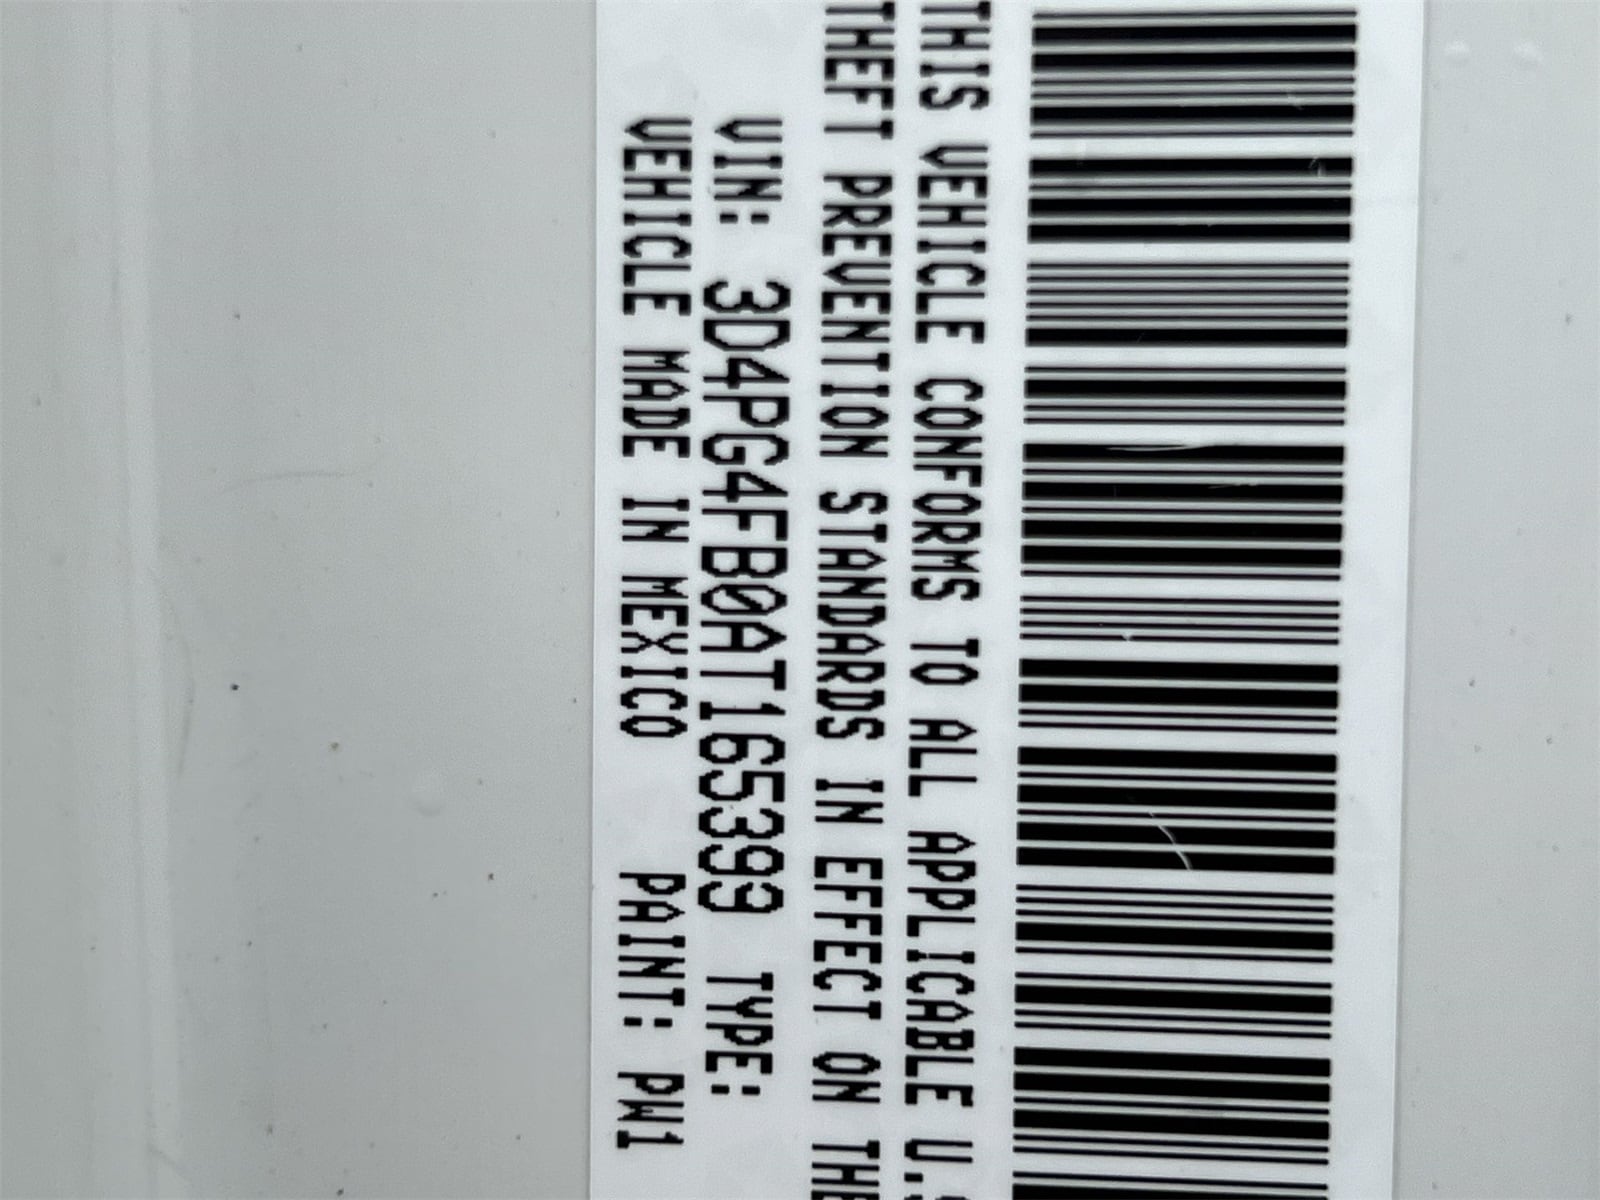 THIS VEHICLE CONFORMS TO ALL APPLICABLE U.S
THEFT PREVENTION STANDARDS IN EFFECT ON THE
VIN: 3D4PG4FB0AT165399 TYPE:
VEHICLE MADE IN MEXICO PAINT: PW1